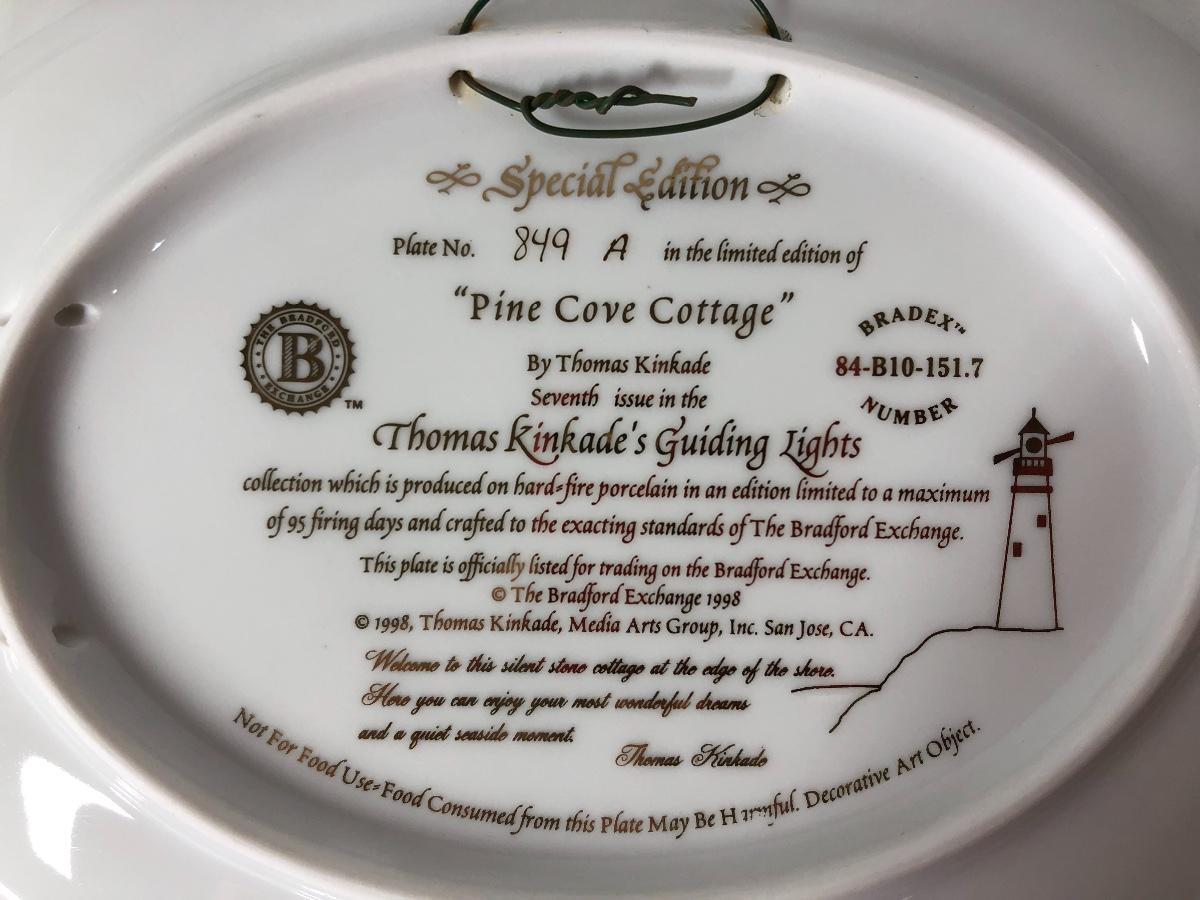 Special Edition
Plate No. 849 A in the limited edition of
"Pine Cove Cottage"
THE BRADFORD EXCHANGE
B
TM
BRADEX™
84-B10-151.7
NUMBER
By Thomas Kinkade
Seventh issue in the
Thomas Kinkade's Guiding Lights
collection which is produced on hard-fire porcelain in an edition limited to a maximum
of 95 firing days and crafted to the exacting standards of The Bradford Exchange.
This plate is officially listed for trading on the Bradford Exchange.
© The Bradford Exchange 1998
© 1998, Thomas Kinkade, Media Arts Group, Inc. San Jose, CA.
Welcome to this silent stone cottage at the edge of the shore.
Here you can enjoy your most wonderful dreams
and a quiet seaside moment.
Thomas Kinkade
Not For Food Use-Food Consumed from this Plate May Be Harmful. Decorative Art Object.